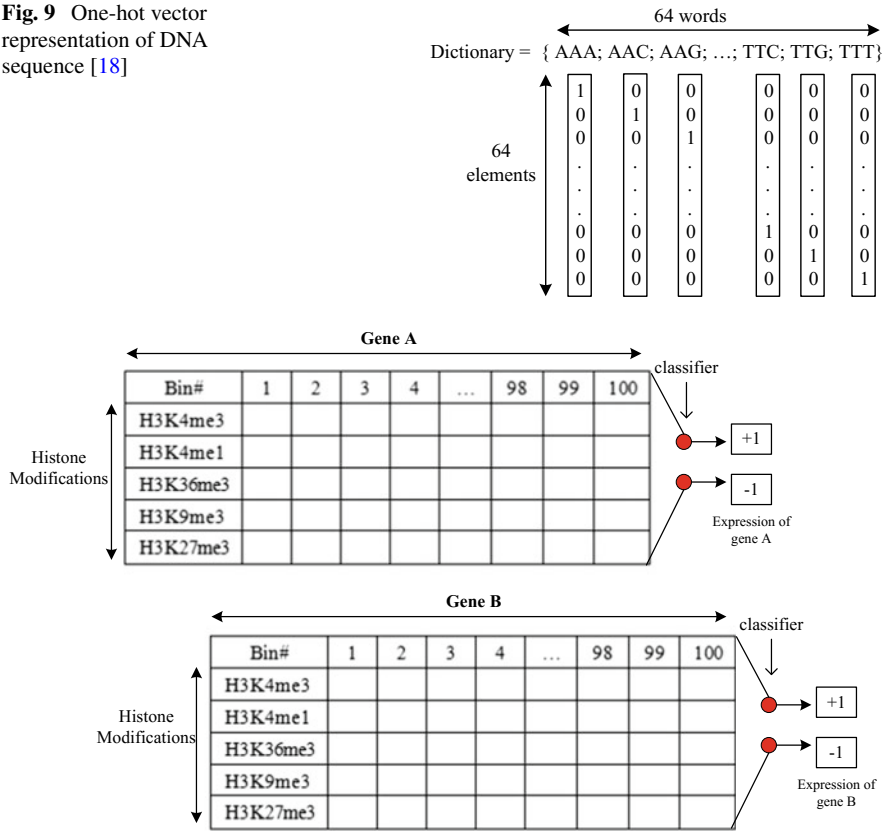 Fig. 9 One-hot vector
representation of DNA
sequence [18]
64 words
Dictionary = { AAA; AAC; AAG; …; TTC; TTG; TTT}
64
elements
1 0 0 0 0 0
0 1 0 0 0 0
0 0 1 0 0 0
. . . . . .
. . . . . .
. . . . . .
0 0 0 1 0 0
0 0 0 0 1 0
0 0 0 0 0 1
Gene A
classifier
Bin# 1 2 3 4 ... 98 99 100
H3K4me3
H3K4me1
H3K36me3
H3K9me3
H3K27me3
Histone
Modifications
+1
-1
Expression of
gene A
Gene B
classifier
Bin# 1 2 3 4 ... 98 99 100
H3K4me3
H3K4me1
H3K36me3
H3K9me3
H3K27me3
Histone
Modifications
+1
-1
Expression of
gene B